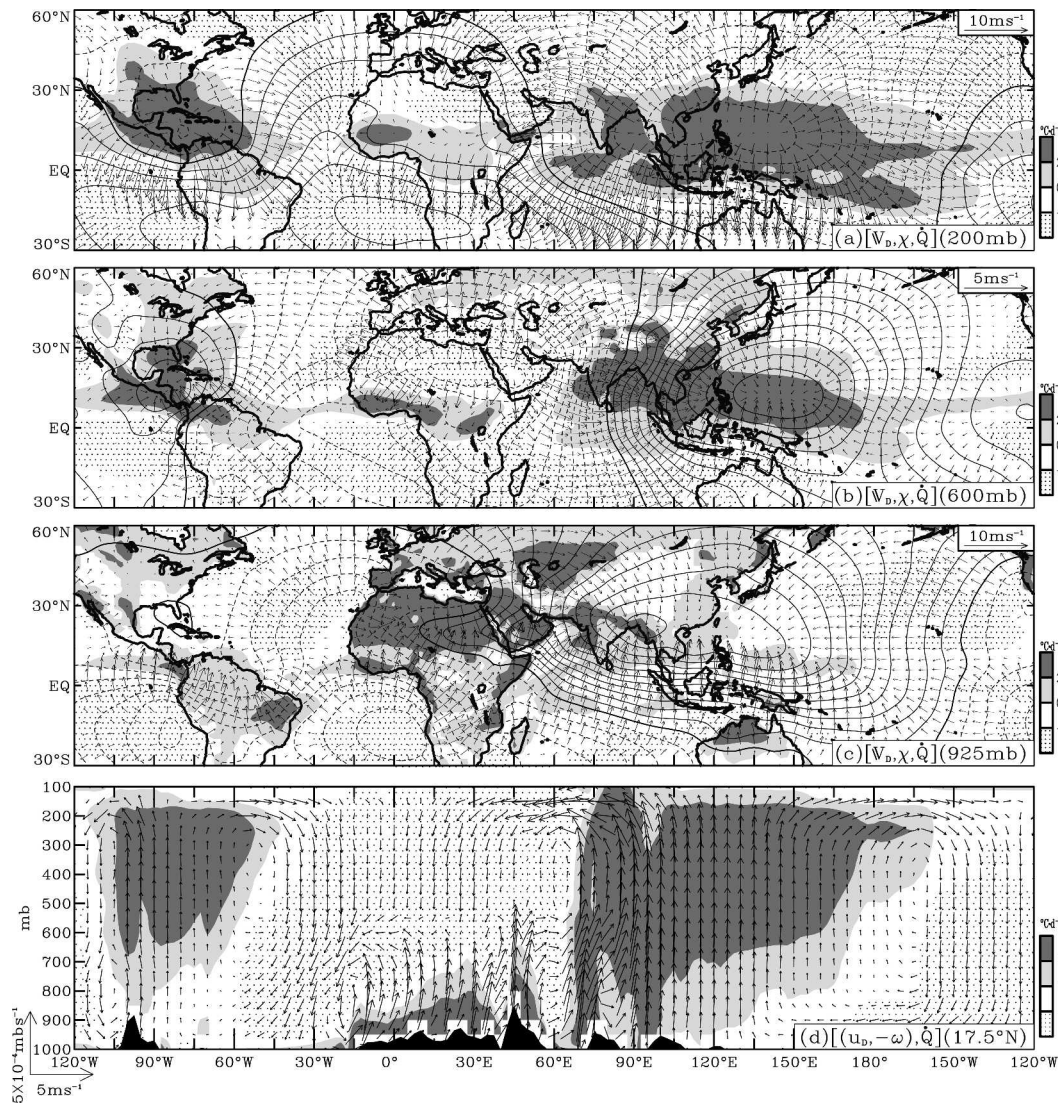 60°N
30°N
EQ
30°S
10ms⁻¹
(a)[V_D,χ,Q̇](200mb)
60°N
30°N
EQ
30°S
5ms⁻¹
(b)[V_D,χ,Q̇](600mb)
60°N
30°N
EQ
30°S
10ms⁻¹
(c)[V_D,χ,Q̇](925mb)
100
200
300
400
500
600
700
800
900
1000
mb
(d)[(u_D,-ω),Q̇](17.5°N)
120°W 90°W 60°W 30°W 0°E 30°E 60°E 90°E 120°E 150°E 180° 150°W 120°W
5X10⁻⁴mbs⁻¹
5ms⁻¹